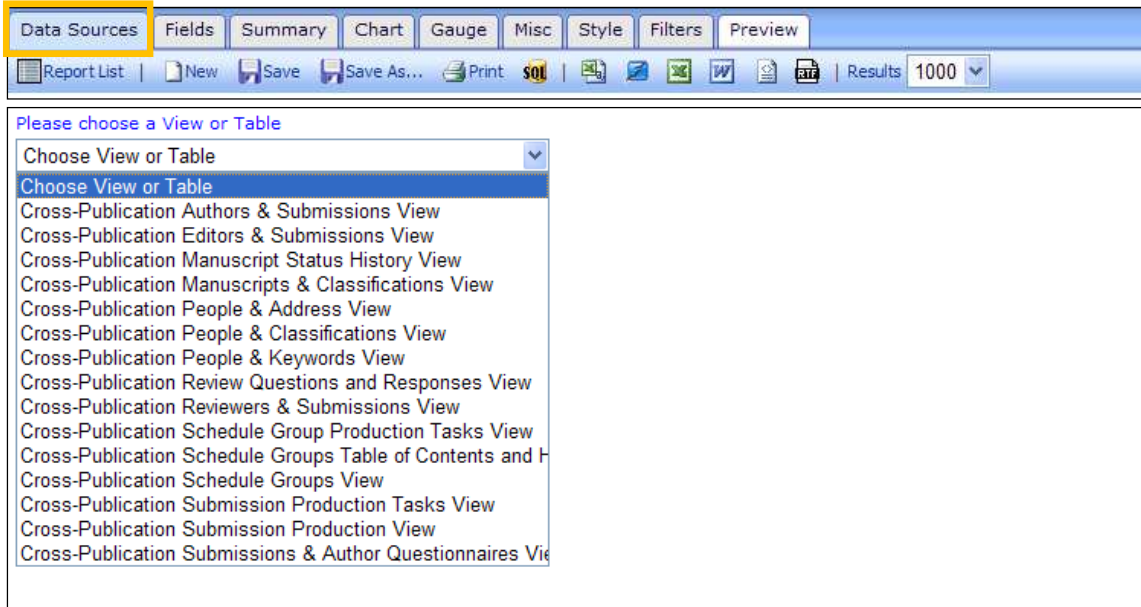 Data Sources Fields Summary Chart Gauge Misc Style Filters Preview
Report List | New Save Save As... Print SQL | RTF | Results 1000
Please choose a View or Table
Choose View or Table
Choose View or Table
Cross-Publication Authors & Submissions View
Cross-Publication Editors & Submissions View
Cross-Publication Manuscript Status History View
Cross-Publication Manuscripts & Classifications View
Cross-Publication People & Address View
Cross-Publication People & Classifications View
Cross-Publication People & Keywords View
Cross-Publication Review Questions and Responses View
Cross-Publication Reviewers & Submissions View
Cross-Publication Schedule Group Production Tasks View
Cross-Publication Schedule Groups Table of Contents and H
Cross-Publication Schedule Groups View
Cross-Publication Submission Production Tasks View
Cross-Publication Submission Production View
Cross-Publication Submissions & Author Questionnaires Vie